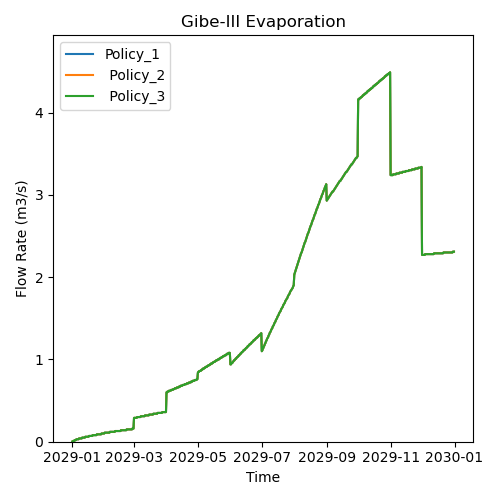 Gibe-III Evaporation
Policy_1
Policy_2
Policy_3
Flow Rate (m3/s)
4
3
2
1
0
2029-01 2029-03 2029-05 2029-07 2029-09 2029-11 2030-01
Time